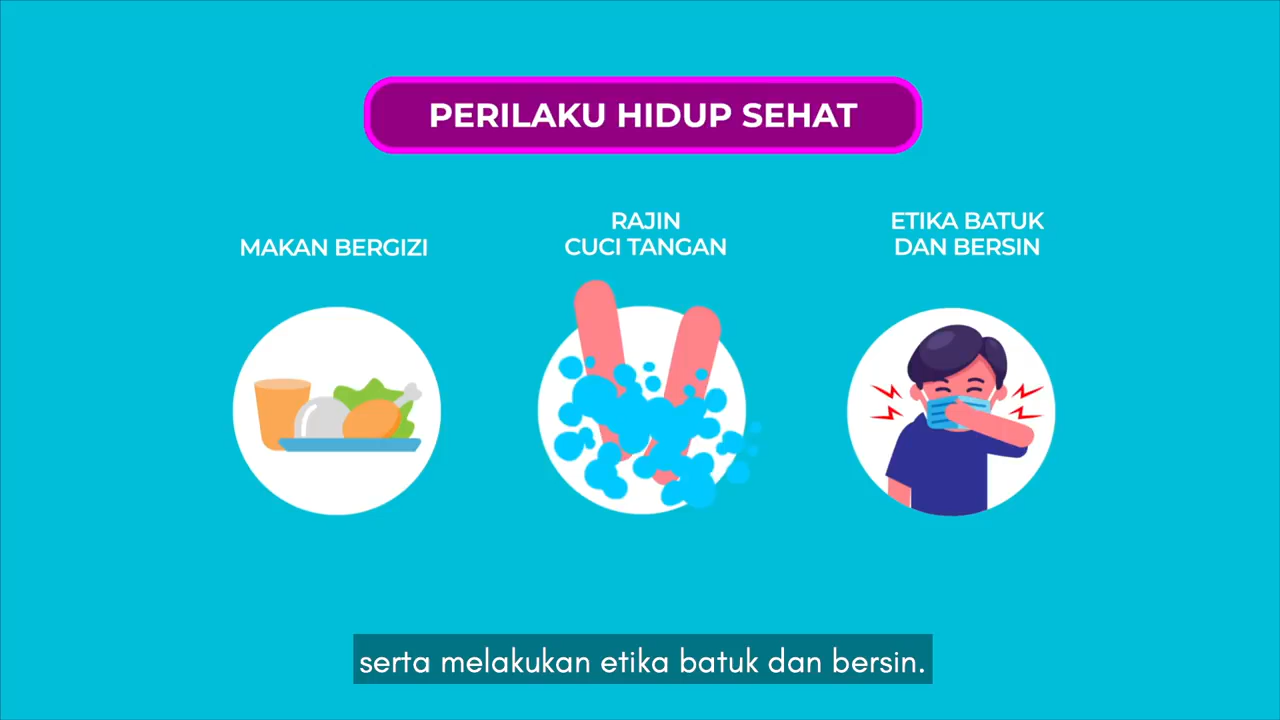 PERILAKU HIDUP SEHAT
MAKAN BERGIZI
RAJIN
CUCI TANGAN
ETIKA BATUK
DAN BERSIN
serta melakukan etika batuk dan bersin.